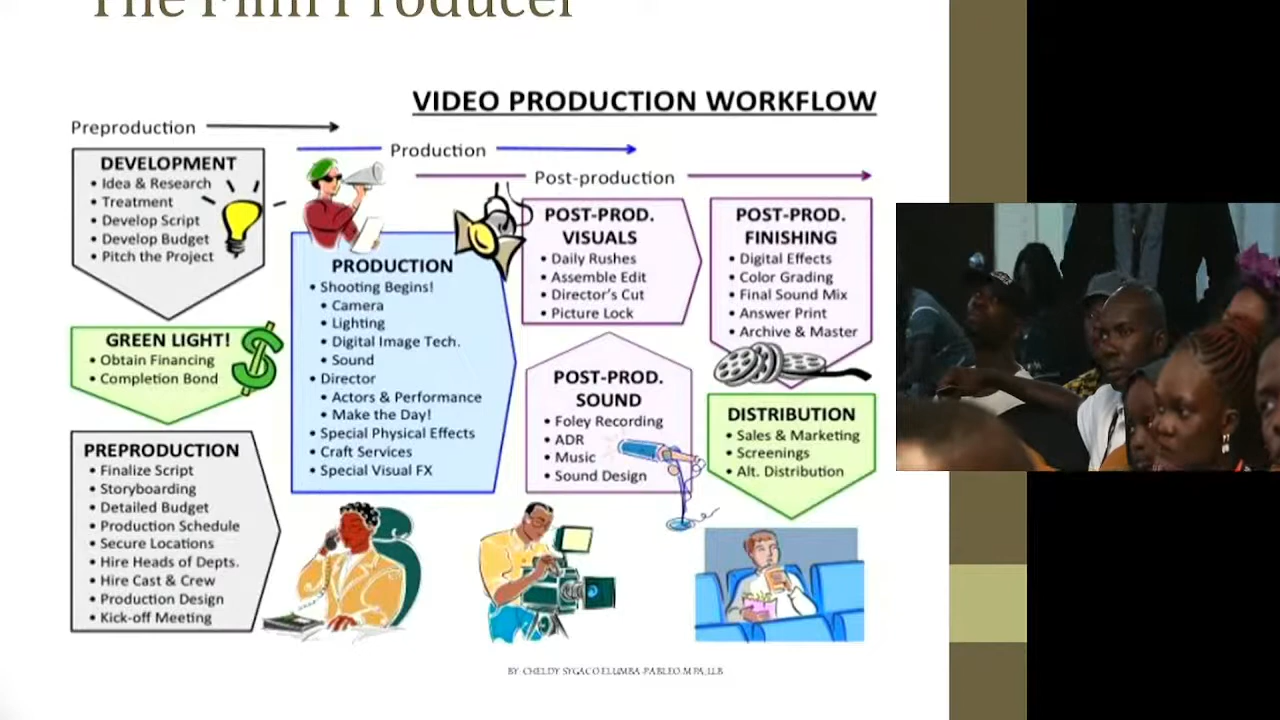 The Film Producer
VIDEO PRODUCTION WORKFLOW
Preproduction
Production
Post-production
DEVELOPMENT
• Idea & Research
• Treatment
• Develop Script
• Develop Budget
• Pitch the Project
GREEN LIGHT!
• Obtain Financing
• Completion Bond
PREPRODUCTION
• Finalize Script
• Storyboarding
• Detailed Budget
• Production Schedule
• Secure Locations
• Hire Heads of Depts.
• Hire Cast & Crew
• Production Design
• Kick-off Meeting
PRODUCTION
• Shooting Begins!
• Camera
• Lighting
• Digital Image Tech.
• Sound
• Director
• Actors & Performance
• Make the Day!
• Special Physical Effects
• Craft Services
• Special Visual FX
POST-PROD.
VISUALS
• Daily Rushes
• Assemble Edit
• Director's Cut
• Picture Lock
POST-PROD.
SOUND
• Foley Recording
• ADR
• Music
• Sound Design
POST-PROD.
FINISHING
• Digital Effects
• Color Grading
• Final Sound Mix
• Answer Print
• Archive & Master
DISTRIBUTION
• Sales & Marketing
• Screenings
• Alt. Distribution
BY: CHELDY SYGACO ELUMBA-PABLEO, MPA, LLB